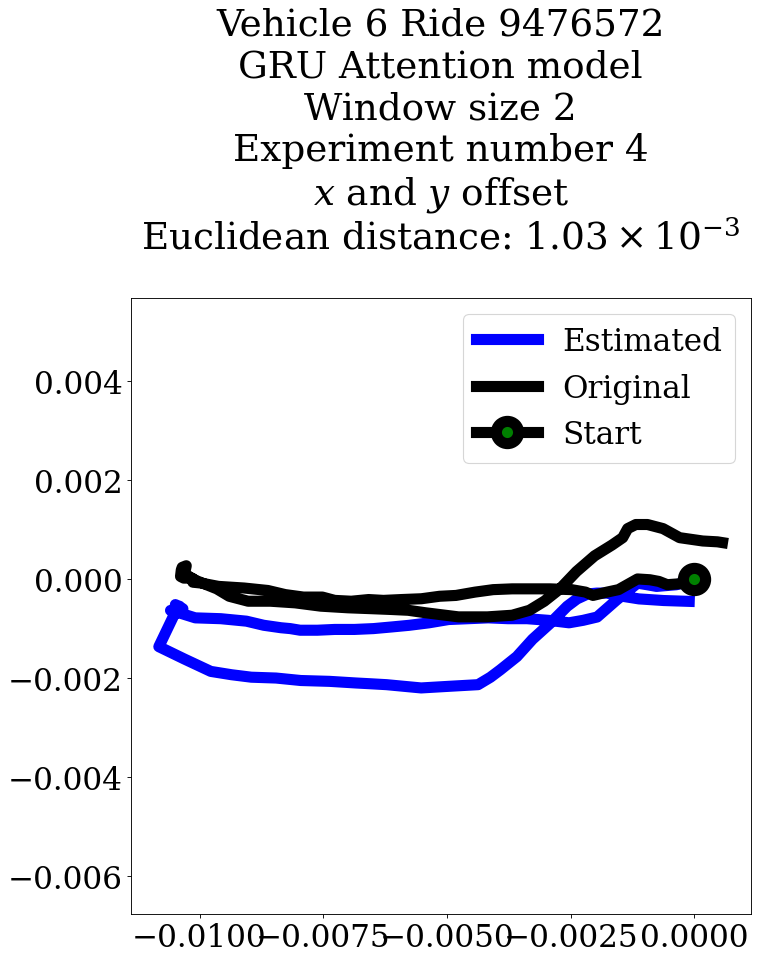 Vehicle 6 Ride 9476572
GRU Attention model
Window size 2
Experiment number 4
x and y offset
Euclidean distance: 1.03 × 10⁻³
Estimated
Original
Start
0.004
0.002
0.000
−0.002
−0.004
−0.006
−0.0100 −0.0075 −0.0050 −0.0025 0.0000